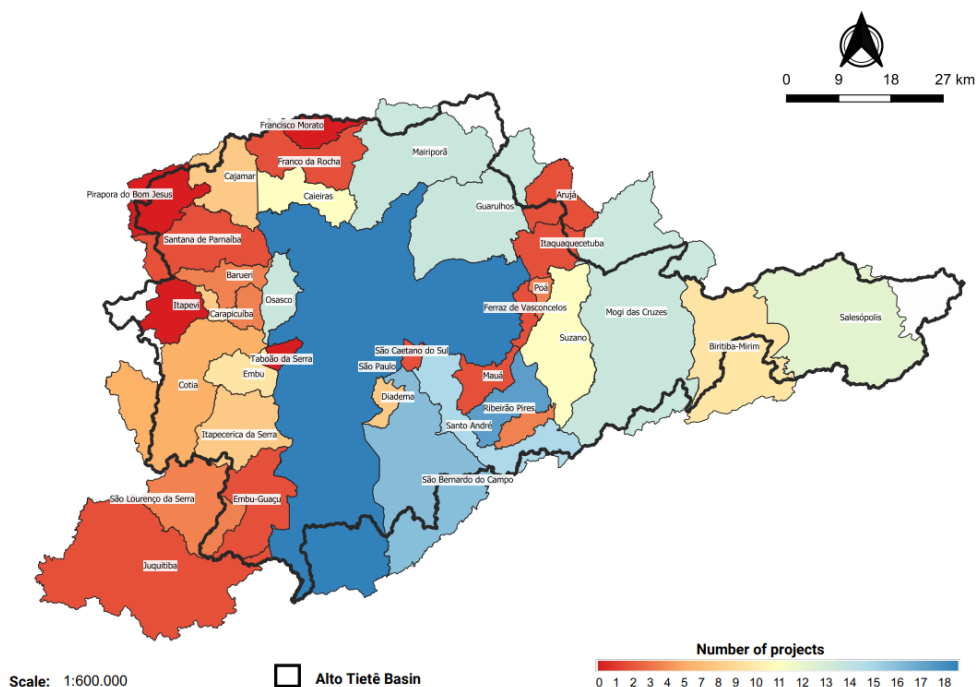 0 9 18 27 km
Francisco Morato
Mairiporã
Franco da Rocha
Cajamar
Pirapora do Bom Jesus
Caieiras
Arujá
Guarulhos
Santana de Parnaíba
Itaquaquecetuba
Barueri
Poá
Osasco
Itapevi
Carapicuíba
Ferraz de Vasconcelos
Mogi das Cruzes
Salesópolis
Suzano
Biritiba-Mirim
São Caetano do Sul
Taboão da Serra
São Paulo
Embu
Mauá
Cotia
Diadema
Ribeirão Pires
Santo André
Itapecerica da Serra
São Bernardo do Campo
São Lourenço da Serra
Embu-Guaçu
Juquitiba
Number of projects
0 1 2 3 4 5 6 7 8 9 10 11 12 13 14 15 16 17 18
Scale: 1:600.000
Alto Tietê Basin